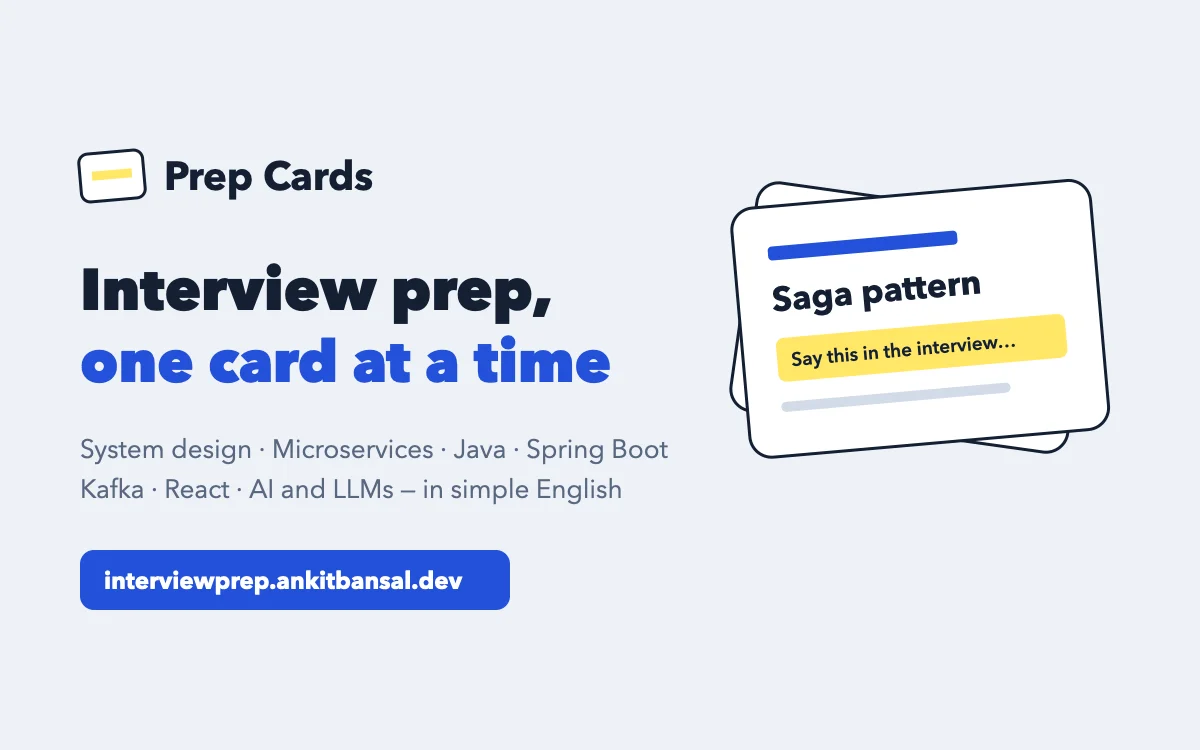 Prep Cards
Interview prep,
one card at a time
System design · Microservices · Java · Spring Boot
Kafka · React · AI and LLMs — in simple English
interviewprep.ankitbansal.dev
Saga pattern
Say this in the interview…